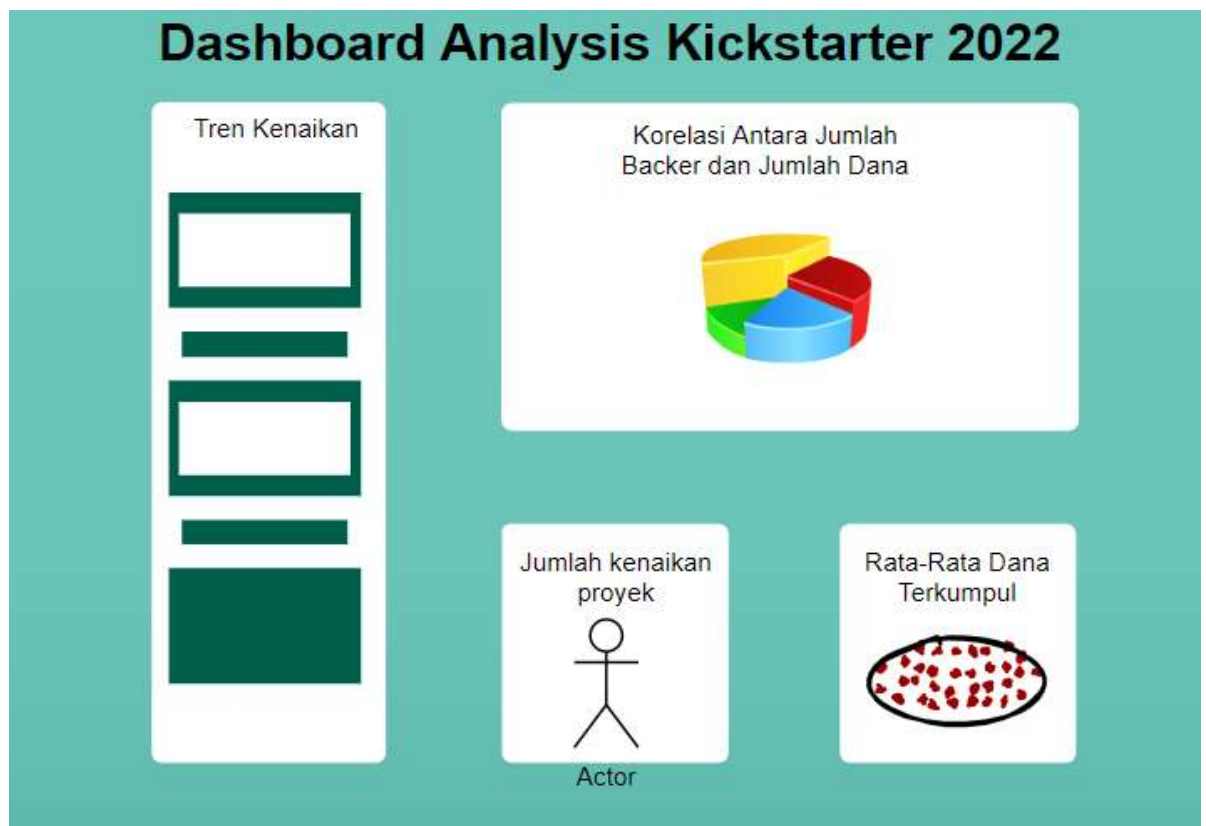 Dashboard Analysis Kickstarter 2022
Tren Kenaikan
Korelasi Antara Jumlah
Backer dan Jumlah Dana
Jumlah kenaikan
proyek
Actor
Rata-Rata Dana
Terkumpul